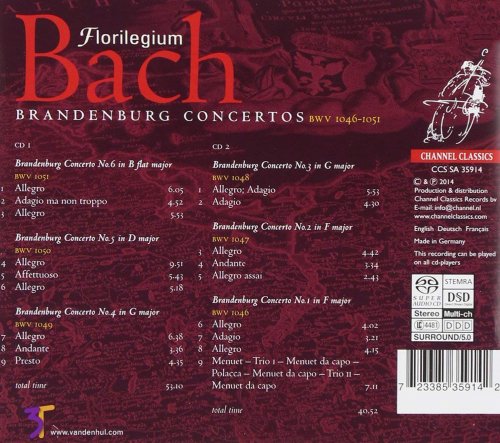 Florilegium
Bach
BRANDENBURG CONCERTOS BWV 1046-1051
CD 1
Brandenburg Concerto No.6 in B flat major
BWV 1051
1 Allegro 6.05
2 Adagio ma non troppo 4.52
3 Allegro 5.55
Brandenburg Concerto No.5 in D major
BWV 1050
4 Allegro 9.51
5 Affettuoso 5.43
6 Allegro 5.18
Brandenburg Concerto No.4 in G major
BWV 1049
7 Allegro 6.38
8 Andante 3.36
9 Presto 4.35
total time 53.10
CD 2
Brandenburg Concerto No.3 in G major
BWV 1048
1 Allegro; Adagio 5.53
2 Adagio 4.30
Brandenburg Concerto No.2 in F major
BWV 1047
3 Allegro 4.42
4 Andante 3.34
5 Allegro assai 2.43
Brandenburg Concerto No.1 in F major
BWV 1046
6 Allegro 4.02
7 Adagio 3.21
8 Allegro 4.15
9 Menuet – Trio I – Menuet da capo –
Polacca – Menuet da capo – Trio II –
Menuet da capo 7.11
total time 40.52
CHANNEL CLASSICS
CCS SA 35914
© & ℗ 2014
Production & distribution
Channel Classics Records bv
E-mail: info@channel.nl
www.channelclassics.com
English Deutsch Français
Made in Germany
This recording can be played
on all cd-players
SUPER AUDIO CD
STEMRA
DSD
Direct Stream Digital
Stereo Multi-ch
4481 DDD
SURROUND/5.0
7 23385 35914 2
35
www.vandenhul.com